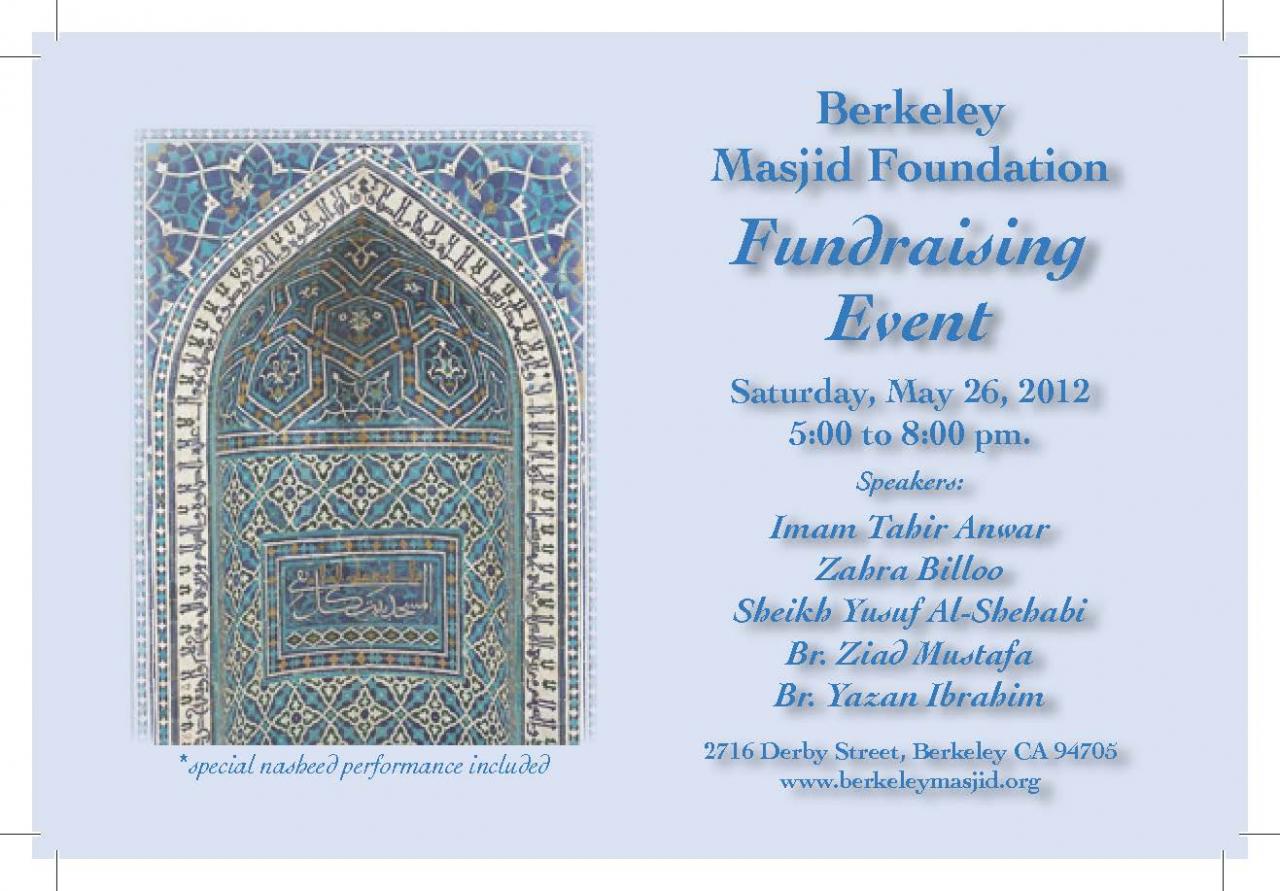 Berkeley
Masjid Foundation
Fundraising
Event
Saturday, May 26, 2012
5:00 to 8:00 pm.
Speakers:
Imam Tahir Anwar
Zahra Billoo
Sheikh Yusuf Al-Shehabi
Br. Ziad Mustafa
Br. Yazan Ibrahim
2716 Derby Street, Berkeley CA 94705
www.berkeleymasjid.org
*special nasheed performance included